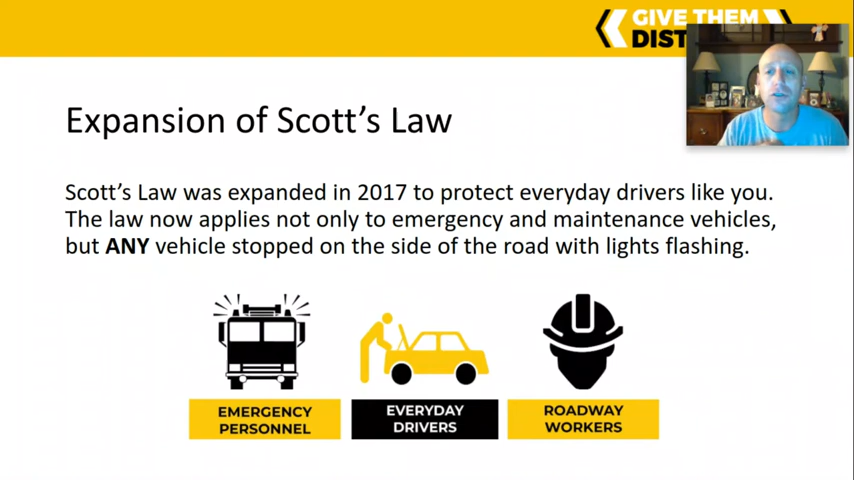 GIVE THEM
Expansion of Scott's Law
Scott's Law was expanded in 2017 to protect everyday drivers like you.
The law now applies not only to emergency and maintenance vehicles,
but ANY vehicle stopped on the side of the road with lights flashing.
EMERGENCY
PERSONNEL
EVERYDAY
DRIVERS
ROADWAY
WORKERS